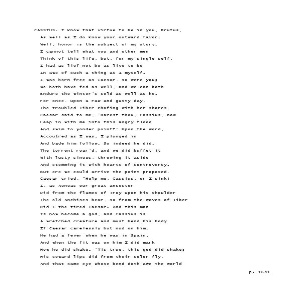 CASSIUS. I know that virtue to be in you, Brutus,
As well as I do know your outward favor.
Well, honor is the subject of my story.
I cannot tell what you and other men
Think of this life, but, for my single self,
I had as lief not be as live to be
In awe of such a thing as I myself.
I was born free as Caesar; so were you;
We both have fed as well, and we can both
Endure the winter's cold as well as he.
For once, upon a raw and gusty day,
The troubled Tiber chafing with her shores,
Caesar said to me, "Darest thou, Cassius, now
Leap in with me into this angry flood
And swim to yonder point?" Upon the word,
Accoutred as I was, I plunged in
And bade him follow. So indeed he did.
The torrent roar'd, and we did buffet it
With lusty sinews, throwing it aside
And stemming it with hearts of controversy.
But ere we could arrive the point proposed,
Caesar cried, "Help me, Cassius, or I sink!
I, as Aeneas our great ancestor
Did from the flames of Troy upon his shoulder
The old Anchises bear, so from the waves of Tiber
Did I the tired Caesar. And this man
Is now become a god, and Cassius is
A wretched creature and must bend his body
If Caesar carelessly but nod on him.
He had a fever when he was in Spain,
And when the fit was on him I did mark
How he did shake. 'Tis true, this god did shake;
His coward lips did from their color fly,
And that same eye whose bend doth awe the world